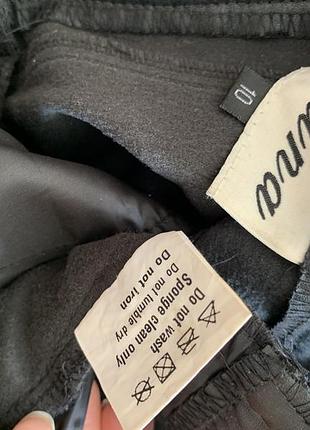 10
Do not wash
Sponge clean only
Do not tumble dry
Do not Iron